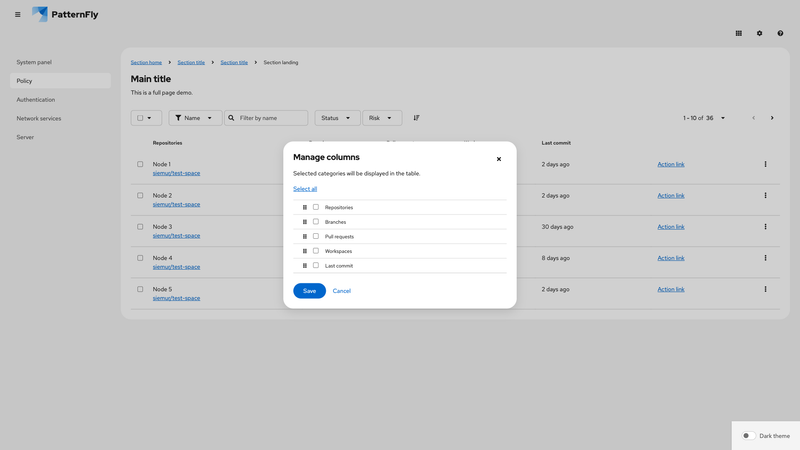 PatternFly
System panel
Policy
Authentication
Network services
Server
Section home
Section title
Section title
Section landing
Main title
This is a full page demo.
Name
Filter by name
Status
Risk
1 - 10 of 36
Repositories
Last commit
Node 1
siemur/test-space
2 days ago
Action link
Node 2
siemur/test-space
2 days ago
Action link
Node 3
siemur/test-space
30 days ago
Action link
Node 4
siemur/test-space
8 days ago
Action link
Node 5
siemur/test-space
2 days ago
Action link
Manage columns
Selected categories will be displayed in the table.
Select all
Repositories
Branches
Pull requests
Workspaces
Last commit
Save
Cancel
Dark theme